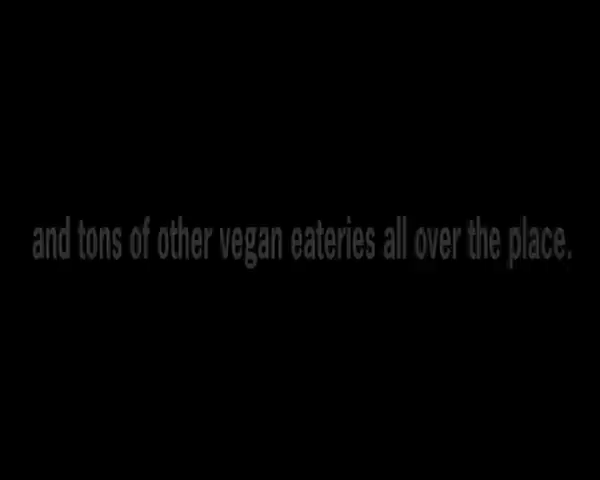 and tons of other vegan eateries all over the place.